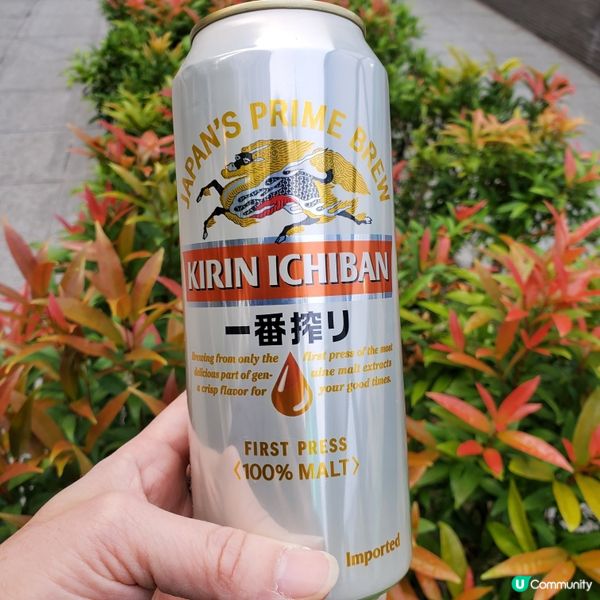 JAPAN'S PRIME BREW
KIRIN ICHIBAN
一番搾り
Brewing from only the first press of the most
delicious part of gen- uine malt extracts
a crisp flavor for your good times.
FIRST PRESS
〈100% MALT〉
Imported
U Community